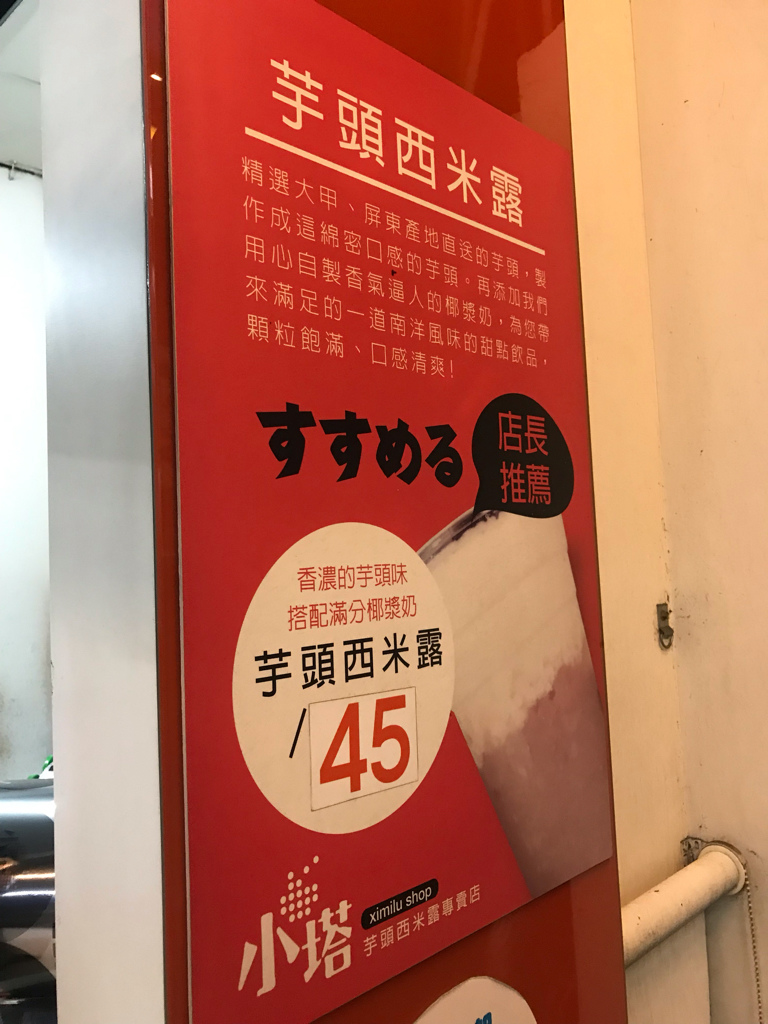 芋頭西米露
精選大甲、屏東產地直送的芋頭，製
作成這綿密口感的芋頭。再添加我們
用心自製香氣逼人的椰漿奶，為您帶
來滿足的一道南洋風味的甜點飲品，
顆粒飽滿、口感清爽！
すすめる
店長
推薦
香濃的芋頭味
搭配滿分椰漿奶
芋頭西米露
/45
小塔
ximilu shop
芋頭西米露專賣店